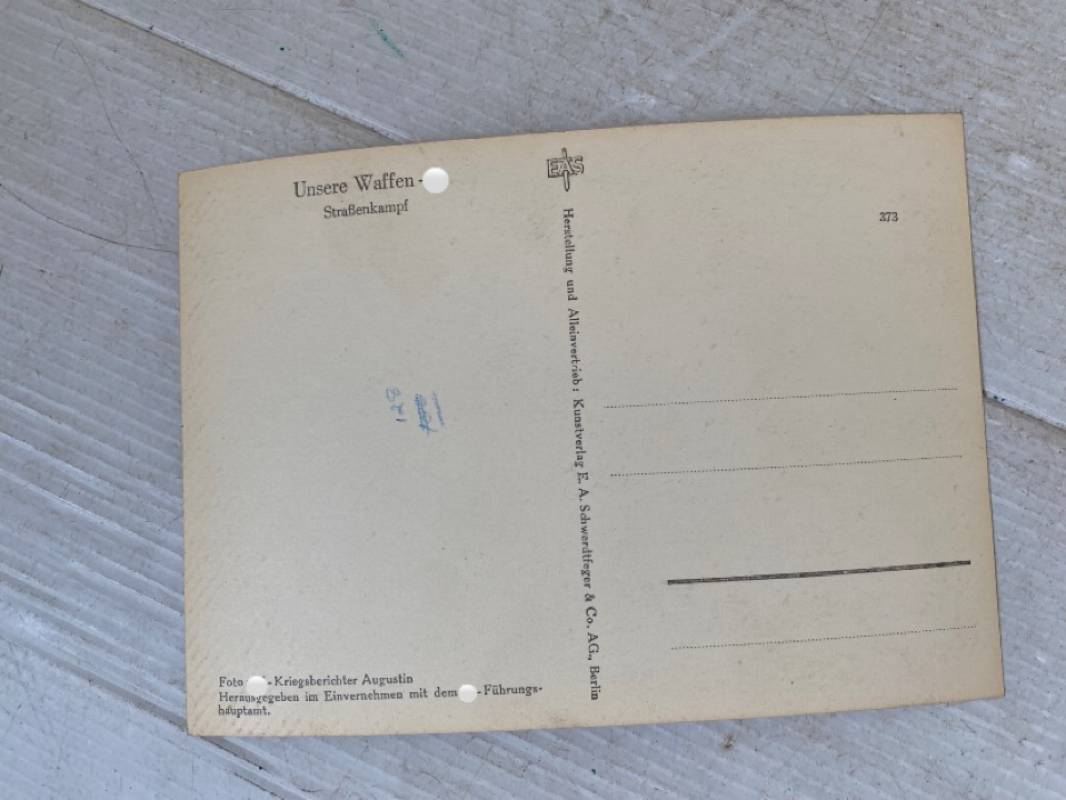 Unsere Waffen-
Straßenkampf
EAS
373
Herstellung und Alleinvertrieb: Kunstverlag E. A. Schwerdtfeger & Co. AG., Berlin
Foto -Kriegsberichter Augustin
Herausgegeben im Einvernehmen mit dem -Führungs-
hauptamt.